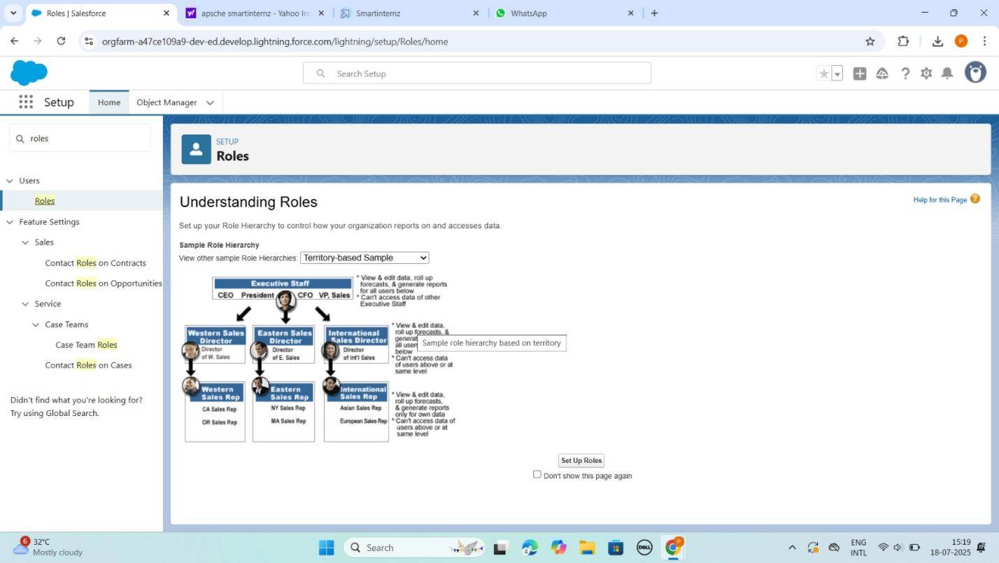 Roles | Salesforce
apsche smartinternz - Yahoo In
Smartinternz
WhatsApp
orgfarm-a47ce109a9-dev-ed.develop.lightning.force.com/lightning/setup/Roles/home
P
Search Setup
Setup
Home
Object Manager
roles
Users
Roles
Feature Settings
Sales
Contact Roles on Contracts
Contact Roles on Opportunities
Service
Case Teams
Case Team Roles
Contact Roles on Cases
Didn't find what you're looking for?
Try using Global Search.
SETUP
Roles
Understanding Roles
Help for this Page
Set up your Role Hierarchy to control how your organization reports on and accesses data.
Sample Role Hierarchy
View other sample Role Hierarchies: Territory-based Sample
Executive Staff
CEO President CFO VP, Sales
* View & edit data, roll up
forecasts, & generate reports
for all users below
* Can't access data of other
Executive Staff
Western Sales
Director
Director
of W. Sales
Eastern Sales
Director
Director
of E. Sales
International
Sales Director
Director
of Int'l Sales
* View & edit data,
roll up forecasts, &
generat
all user
below
* Can't access data
of users above or at
same level
Sample role hierarchy based on territory
Western
Sales Rep
CA Sales Rep
OR Sales Rep
Eastern
Sales Rep
NY Sales Rep
MA Sales Rep
International
Sales Rep
Asian Sales Rep
European Sales Rep
* View & edit data,
roll up forecasts,
& generate reports
only for own data
* Can't access data of
users above or at
same level
Set Up Roles
Don't show this page again
6
32°C
Mostly cloudy
Search
DELL
P
ENG
INTL
15:19
18-07-2025